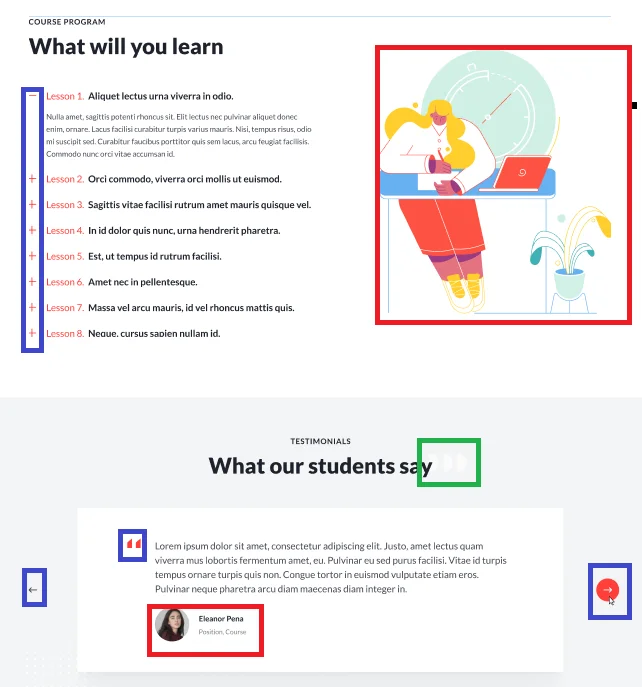 COURSE PROGRAM
What will you learn
Lesson 1. Aliquet lectus urna viverra in odio.
Nulla amet, sagittis potenti rhoncus sit. Elit lectus nec pulvinar aliquet donec
enim, ornare. Lacus facilisi curabitur turpis varius mauris. Nisi, tempus risus, odio
mi suscipit sed. Curabitur faucibus porttitor quis sem lacus, arcu feugiat facilisis.
Commodo nunc orci vitae accumsan id.
Lesson 2. Orci commodo, viverra orci mollis ut euismod.
Lesson 3. Sagittis vitae facilisi rutrum amet mauris quisque vel.
Lesson 4. In id dolor quis nunc, urna hendrerit pharetra.
Lesson 5. Est, ut tempus id rutrum facilisi.
Lesson 6. Amet nec in pellentesque.
Lesson 7. Massa vel arcu mauris, id vel rhoncus mattis quis.
Lesson 8. Neque, cursus sapien nullam id.
TESTIMONIALS
What our students say
Lorem ipsum dolor sit amet, consectetur adipiscing elit. Justo, amet lectus quam
viverra mus lobortis fermentum amet, eu. Pulvinar eu sed purus facilisi. Vitae id turpis
tempus ornare turpis quis non. Congue tortor in euismod vulputate etiam eros.
Pulvinar neque pharetra arcu diam maecenas diam integer in.
Eleanor Pena
Position, Course